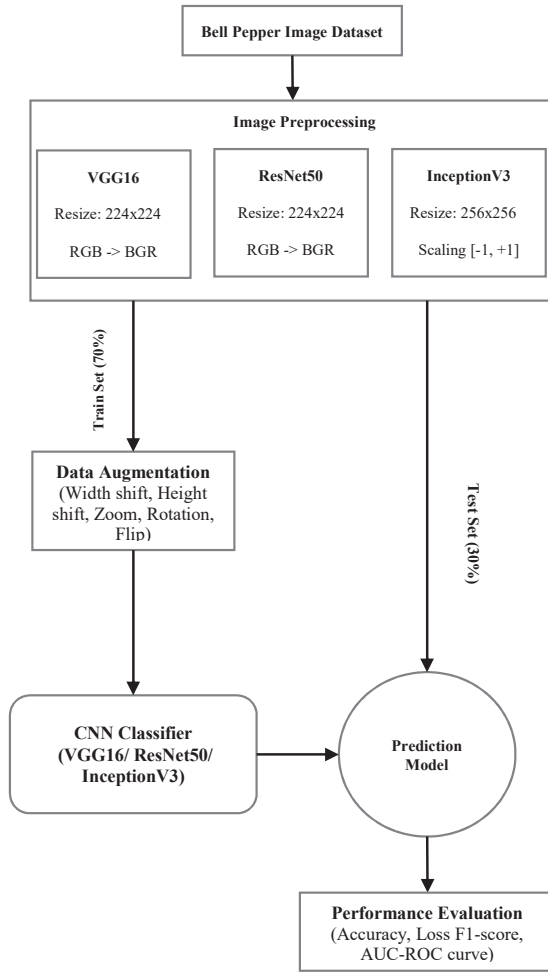 Bell Pepper Image Dataset
Image Preprocessing
VGG16
Resize: 224x224
RGB -> BGR
ResNet50
Resize: 224x224
RGB -> BGR
InceptionV3
Resize: 256x256
Scaling [-1, +1]
Train Set (70%)
Test Set (30%)
Data Augmentation
(Width shift, Height
shift, Zoom, Rotation,
Flip)
CNN Classifier
(VGG16/ ResNet50/
InceptionV3)
Prediction
Model
Performance Evaluation
(Accuracy, Loss F1-score,
AUC-ROC curve)